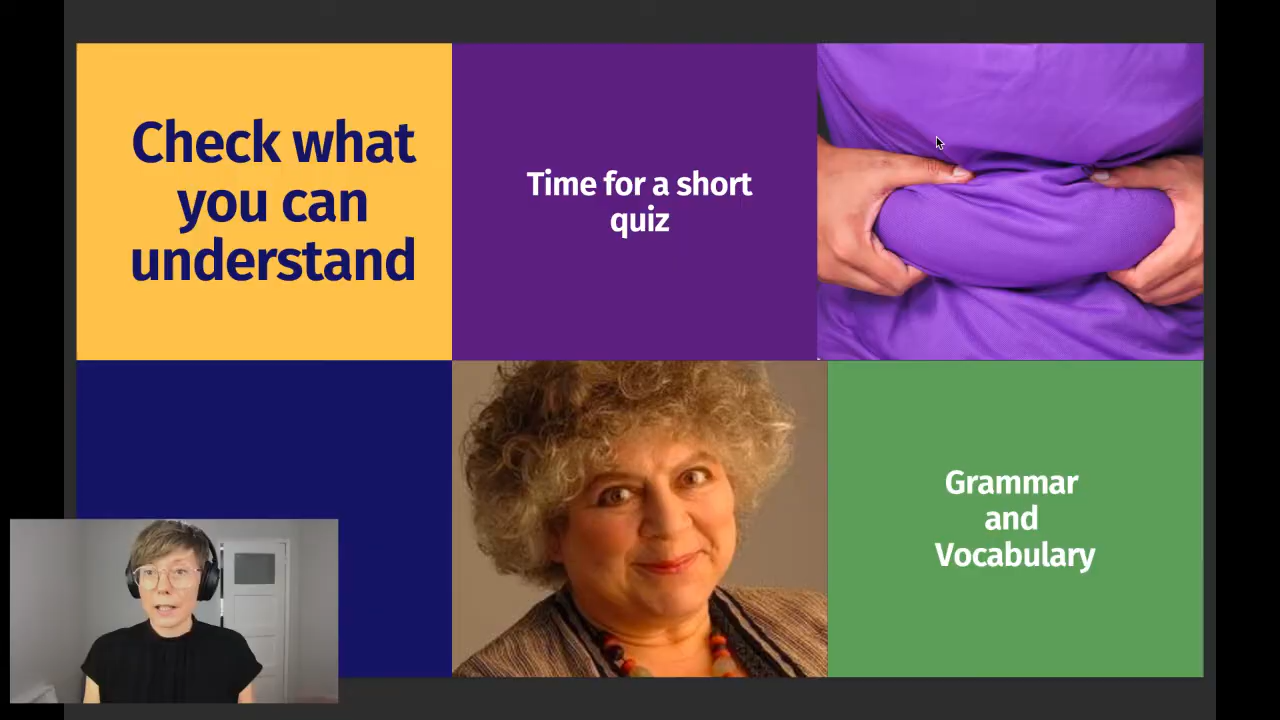 Check what
you can
understand
Time for a short
quiz
Grammar
and
Vocabulary